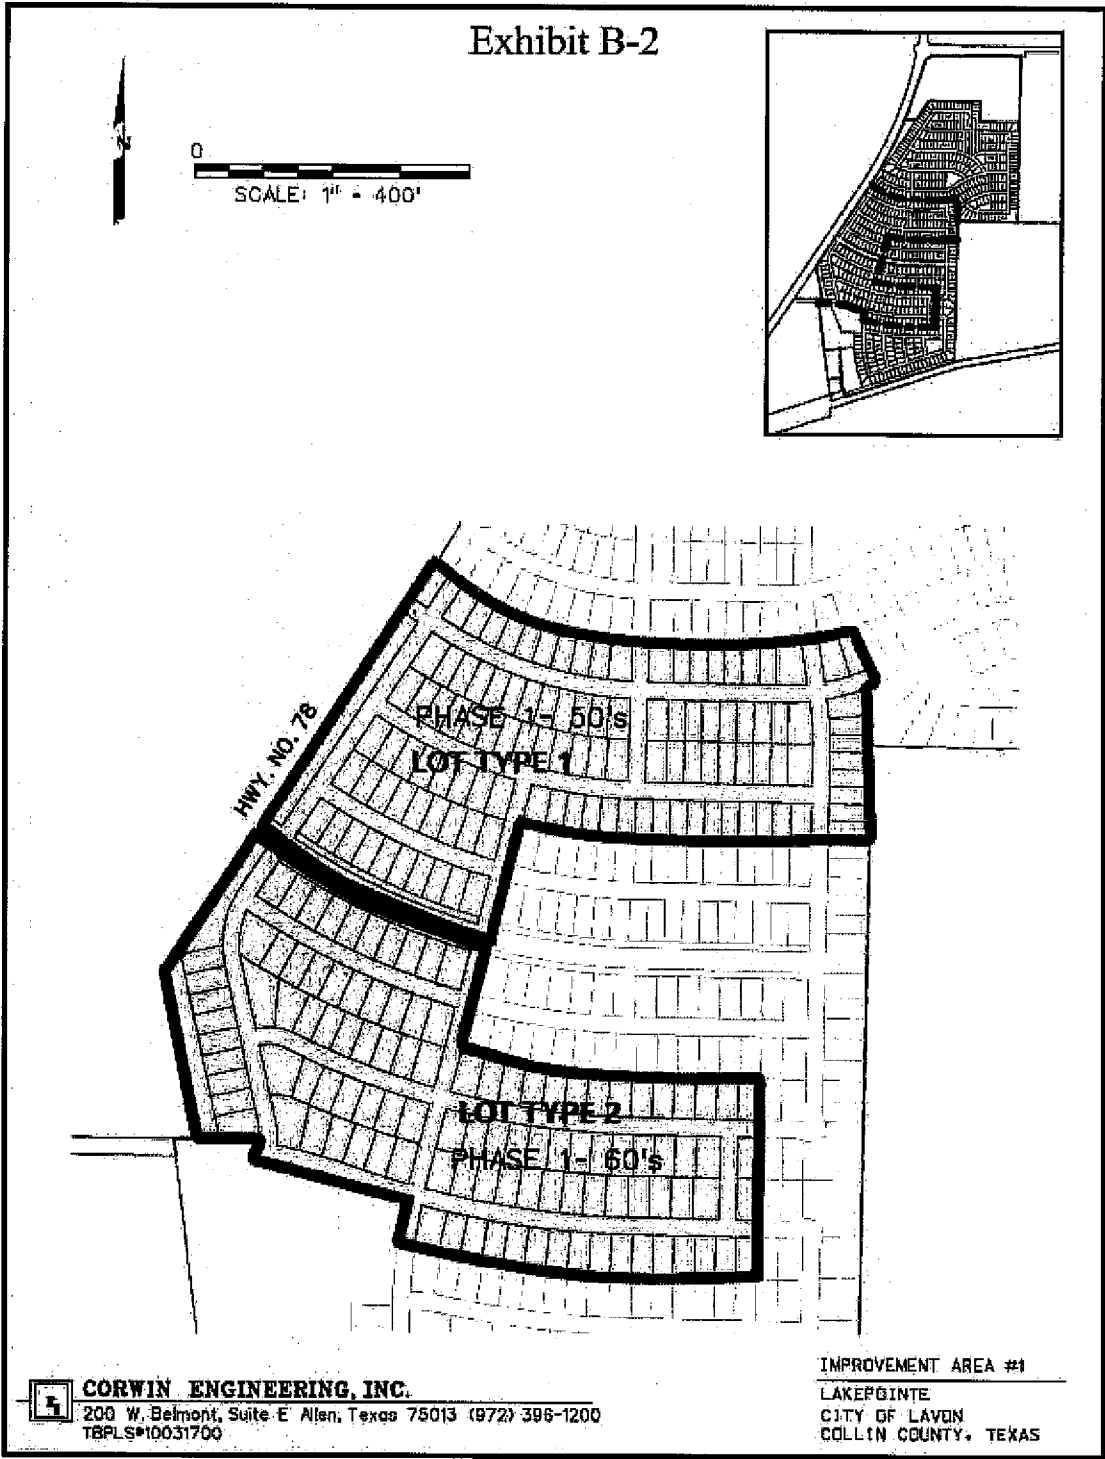 Exhibit B-2
N
0
SCALE: 1" = 400'
HWY. NO. 78
PHASE 1- 50's
LOT TYPE 1
LOT TYPE 2
PHASE 1- 60's
CORWIN ENGINEERING, INC.
200 W. Belmont, Suite E Allen, Texas 75013 (972) 396-1200
TBPLS#10031700
IMPROVEMENT AREA #1
LAKEPOINTE
CITY OF LAVON
COLLIN COUNTY, TEXAS